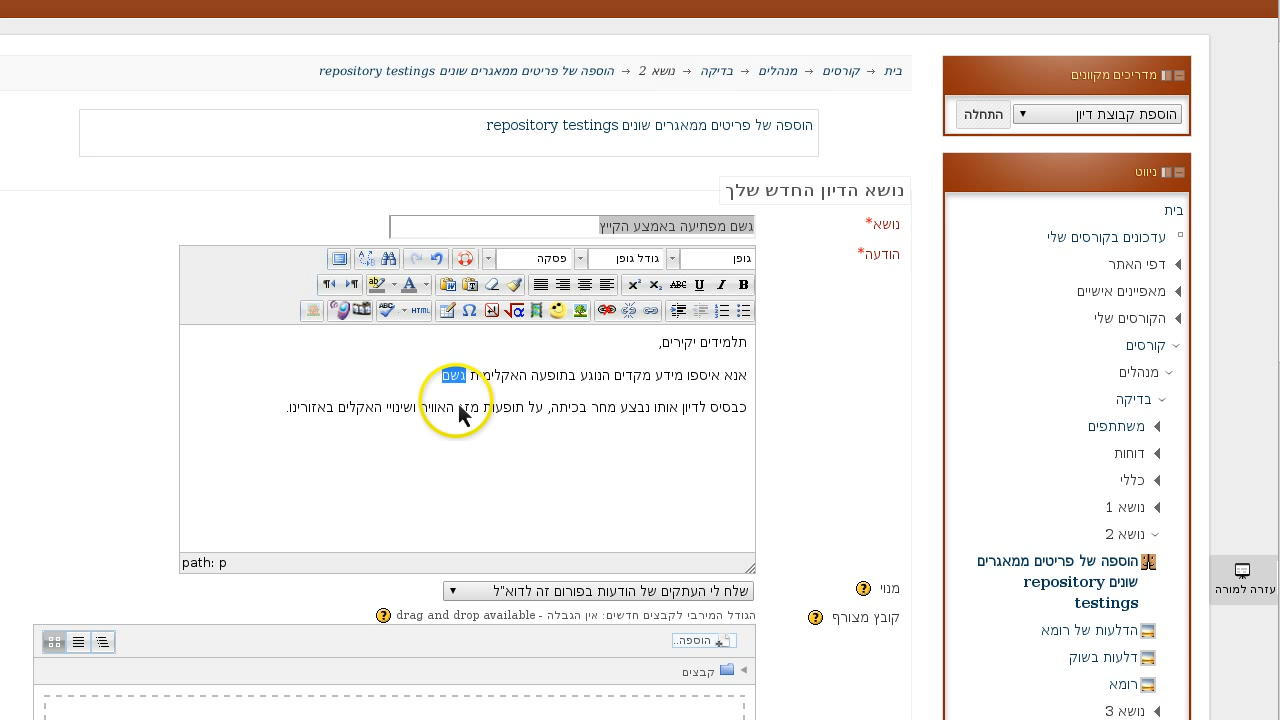 בית → קורסים → מנהלים → בדיקה → נושא 2 → הוספה של פריטים ממאגרים שונים repository testings
הוספה של פריטים ממאגרים שונים repository testings
נושא הדיון החדש שלך
נושא*
גשם מפתיעה באמצע הקייץ
הודעה*
גופן
גודל גופן
פסקה
HTML
תלמידים יקירים,
אנא איספו מידע מקדים הנוגע בתופעה האקלימית גשם
כבסיס לדיון אותו נבצע מחר בכיתה, על תופעות מזג האוויר ושינויי האקלים באזורינו.
path: p
מנוי
שלח לי העתקים של הודעות בפורום זה לדוא"ל
קובץ מצורף
הגודל המירבי לקבצים חדשים: אין הגבלה - drag and drop available
הוספה..
קבצים
מדריכים מקוונים
הוספת קבוצת דיון
התחלה
ניווט
בית
עדכונים בקורסים שלי
דפי האתר
מאפיינים אישיים
הקורסים שלי
קורסים
מנהלים
בדיקה
משתתפים
דוחות
כללי
נושא 1
נושא 2
הוספה של פריטים ממאגרים
שונים repository
testings
הדלעות של רומא
דלעות בשוק
רומא
נושא 3
עזרה למורה